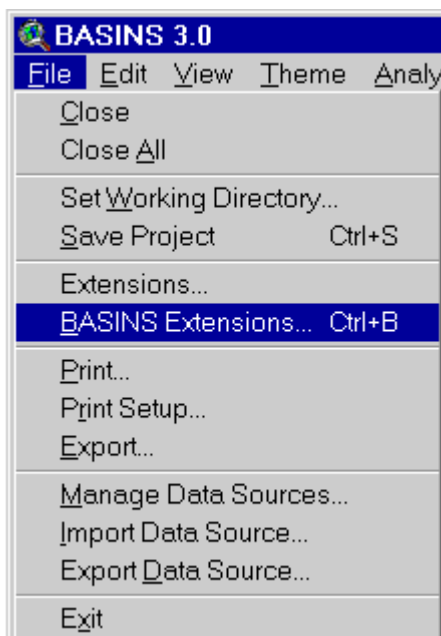 BASINS 3.0
File Edit View Theme Analy
Close
Close All
Set Working Directory...
Save Project Ctrl+S
Extensions...
BASINS Extensions... Ctrl+B
Print...
Print Setup...
Export...
Manage Data Sources...
Import Data Source...
Export Data Source...
Exit